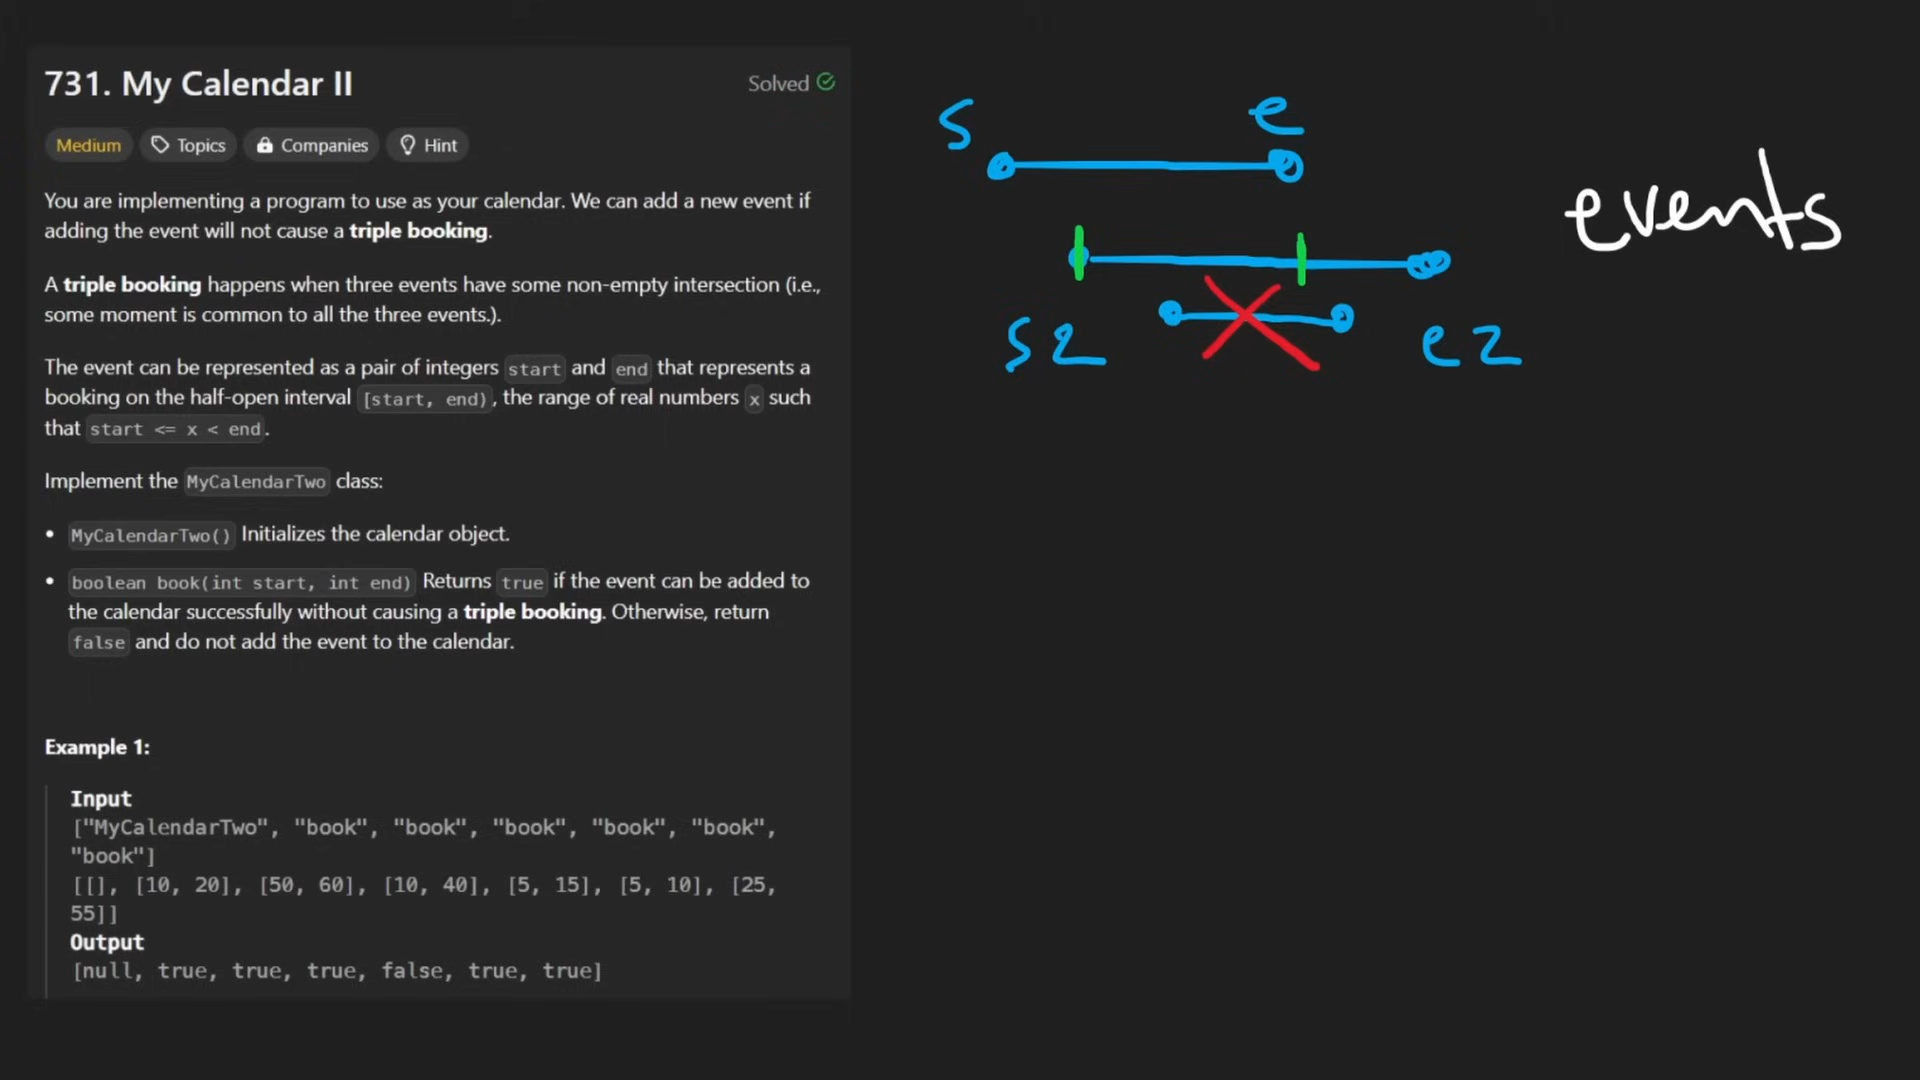 731. My Calendar II
Solved
Medium Topics Companies Hint
You are implementing a program to use as your calendar. We can add a new event if
adding the event will not cause a triple booking.
A triple booking happens when three events have some non-empty intersection (i.e.,
some moment is common to all the three events.).
The event can be represented as a pair of integers start and end that represents a
booking on the half-open interval [start, end), the range of real numbers x such
that start <= x < end.
Implement the MyCalendarTwo class:
• MyCalendarTwo() Initializes the calendar object.
• boolean book(int start, int end) Returns true if the event can be added to
the calendar successfully without causing a triple booking. Otherwise, return
false and do not add the event to the calendar.
Example 1:
Input
["MyCalendarTwo", "book", "book", "book", "book", "book",
"book"]
[[], [10, 20], [50, 60], [10, 40], [5, 15], [5, 10], [25,
55]]
Output
[null, true, true, true, false, true, true]
s e
events
s2 e2